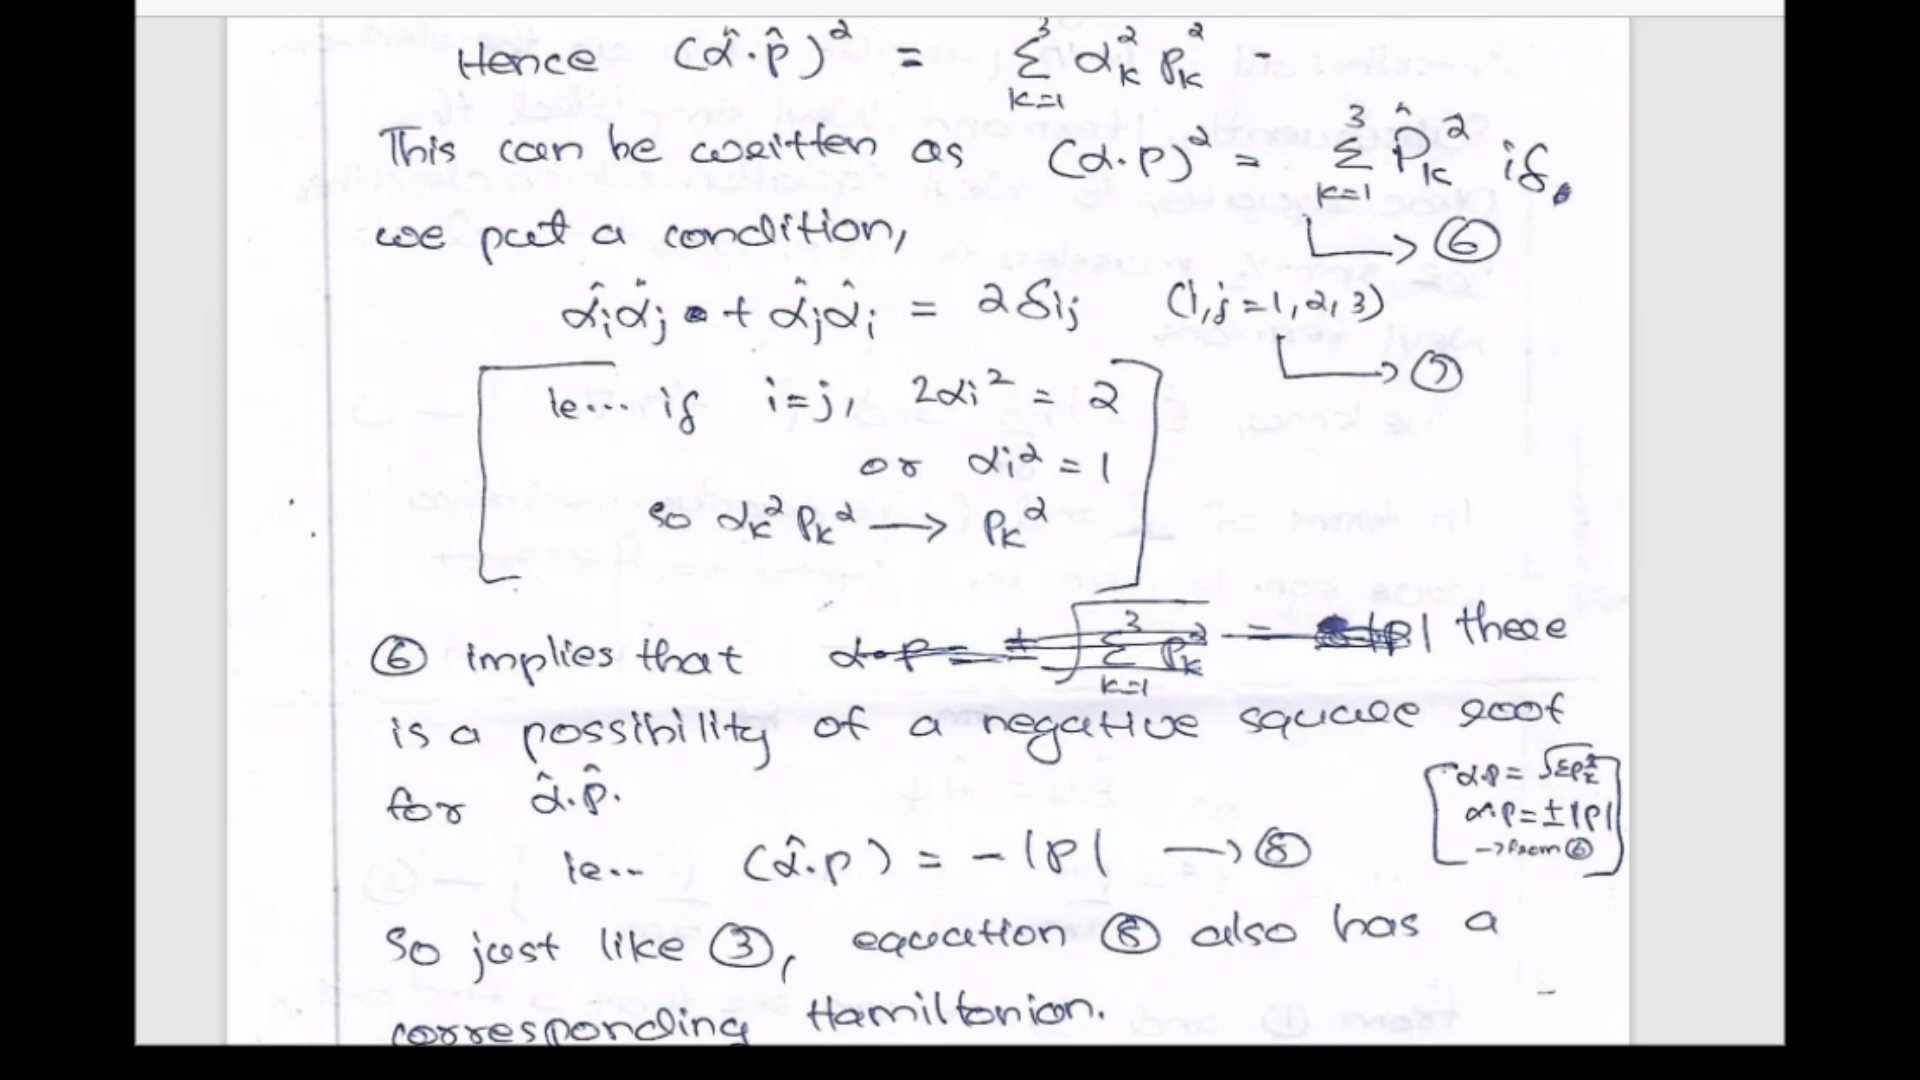 Hence (α̂.p̂)² = Σ_{k=1}^{3} α_k² p_k²
This can be written as (α.p)² = Σ_{k=1}^{3} P̂_k² if
we put a condition, → ⑥
α̂_i α̂_j + α̂_j α̂_i = 2δij (i,j = 1, 2, 3)
→ ⑦
ie... if i=j, 2αi² = 2
or αi² = 1
so α_k² P_k² → P_k²
⑥ implies that there
is a possibility of a negative square root
for α̂.p̂.
[α.p = √Σp_k²
α.p = ±|p|
→ from ⑥]
ie... (α̂.p) = -|p| → ⑧
So just like ③, equation ⑧ also has a
corresponding Hamiltonian.